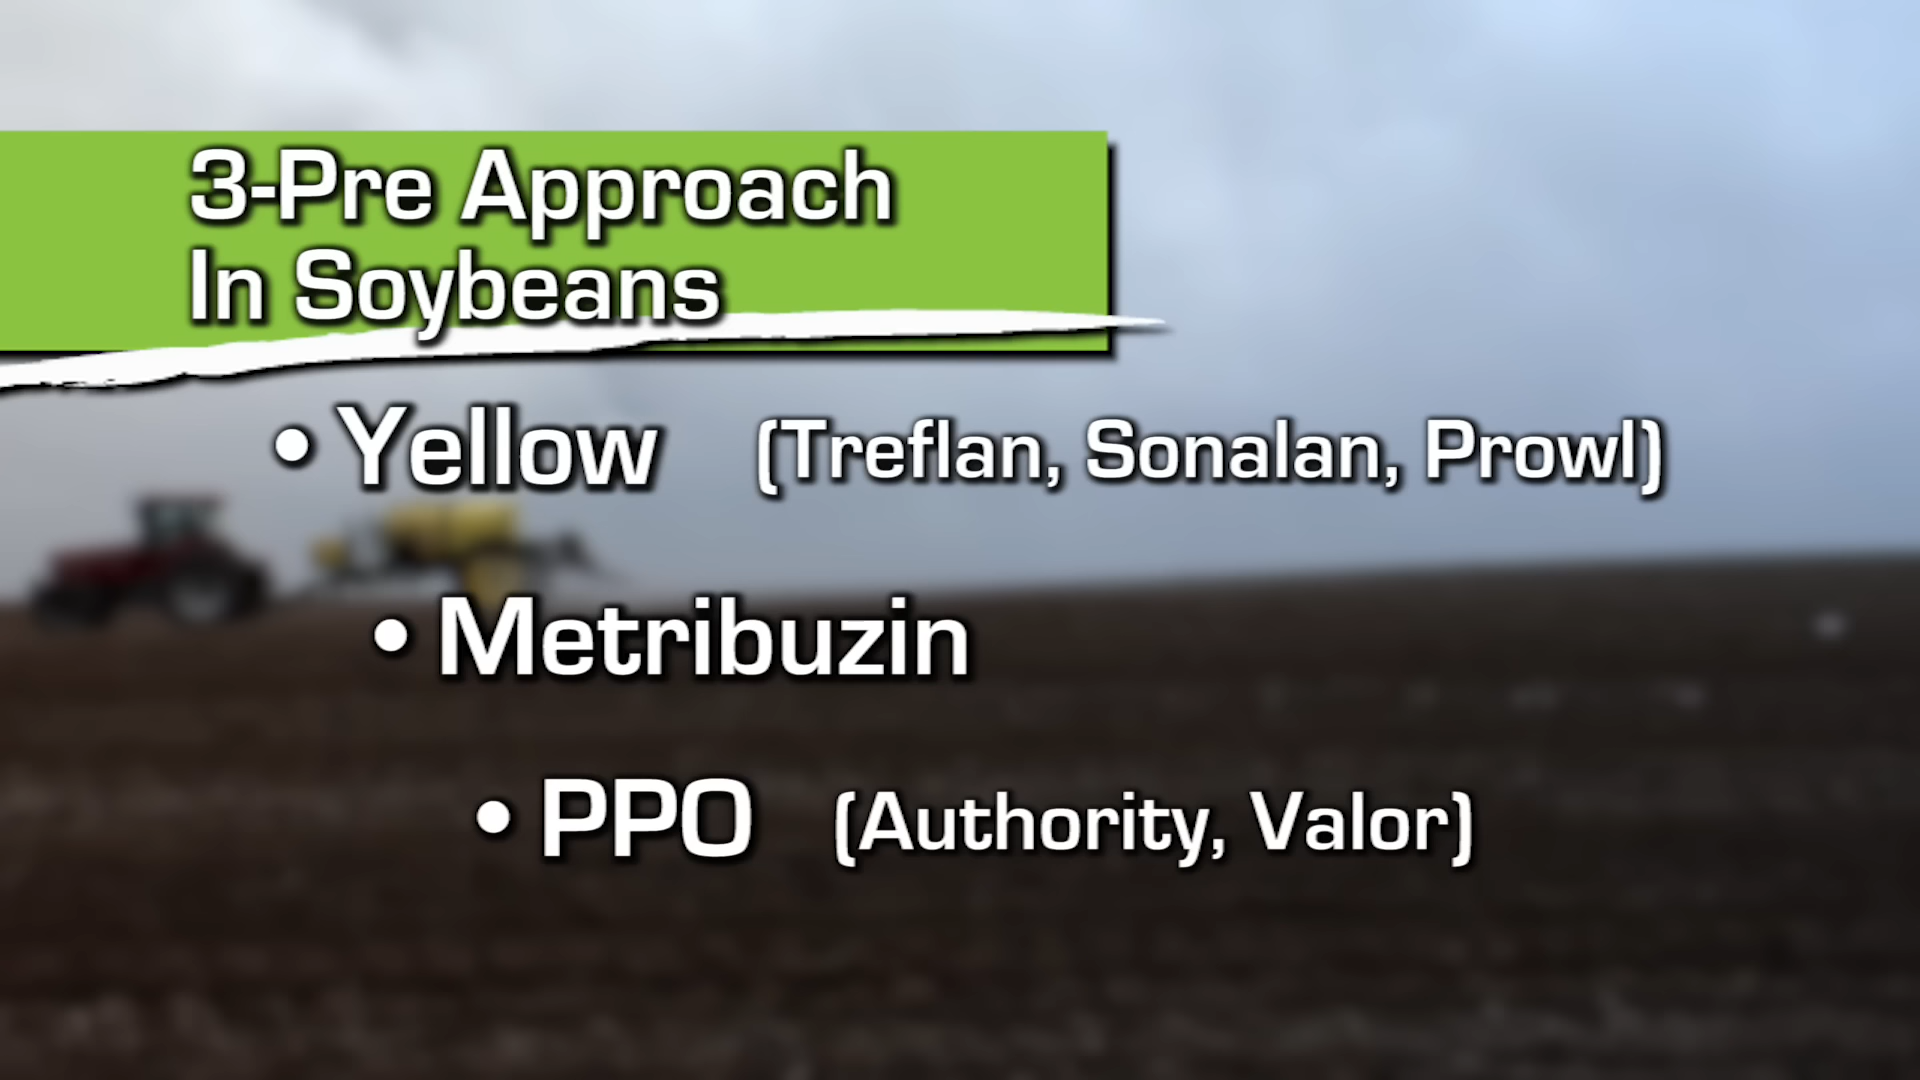 3-Pre Approach
In Soybeans
• Yellow (Treflan, Sonalan, Prowl)
• Metribuzin
• PPO (Authority, Valor)